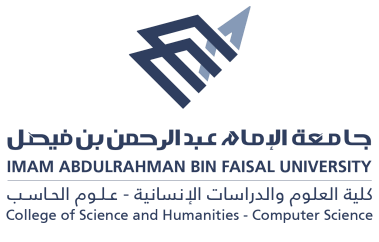 جامعة الإمام عبدالرحمن بن فيصل
IMAM ABDULRAHMAN BIN FAISAL UNIVERSITY
كلية العلوم والدراسات الإنسانية - علوم الحاسب
College of Science and Humanities - Computer Science